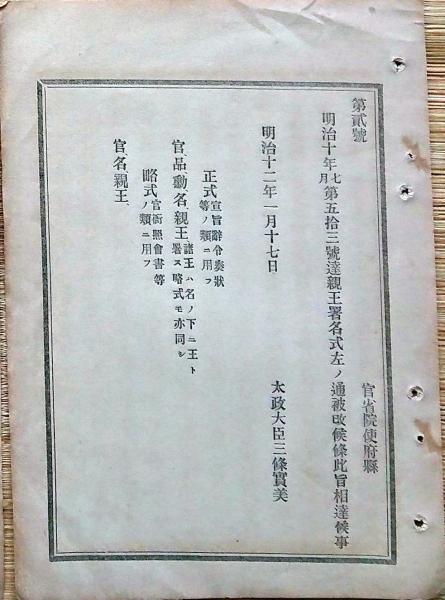 第貳號
官省院使府縣
明治十年七月第五拾三號達親王署名式左ノ通被改候條此旨相達候事
明治十二年一月十七日
太政大臣三條實美
正式宣旨辭令奏狀等ノ類ニ用フ
官品勳名親王諸王ハ名ノ下ニ王ト署ス略式モ亦同シ
略式官衙照會書等ノ類ニ用フ
官名親王